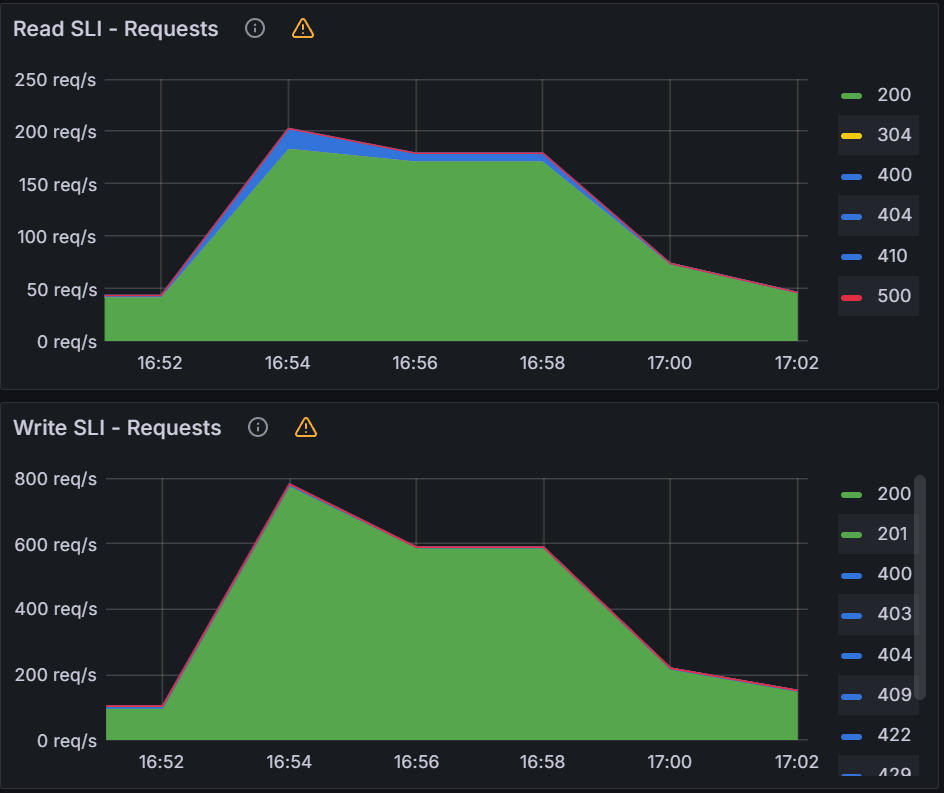 Read SLI - Requests
250 req/s
200 req/s
150 req/s
100 req/s
50 req/s
0 req/s
16:52 16:54 16:56 16:58 17:00 17:02
200
304
400
404
410
500
Write SLI - Requests
800 req/s
600 req/s
400 req/s
200 req/s
0 req/s
16:52 16:54 16:56 16:58 17:00 17:02
200
201
400
403
404
409
422
429